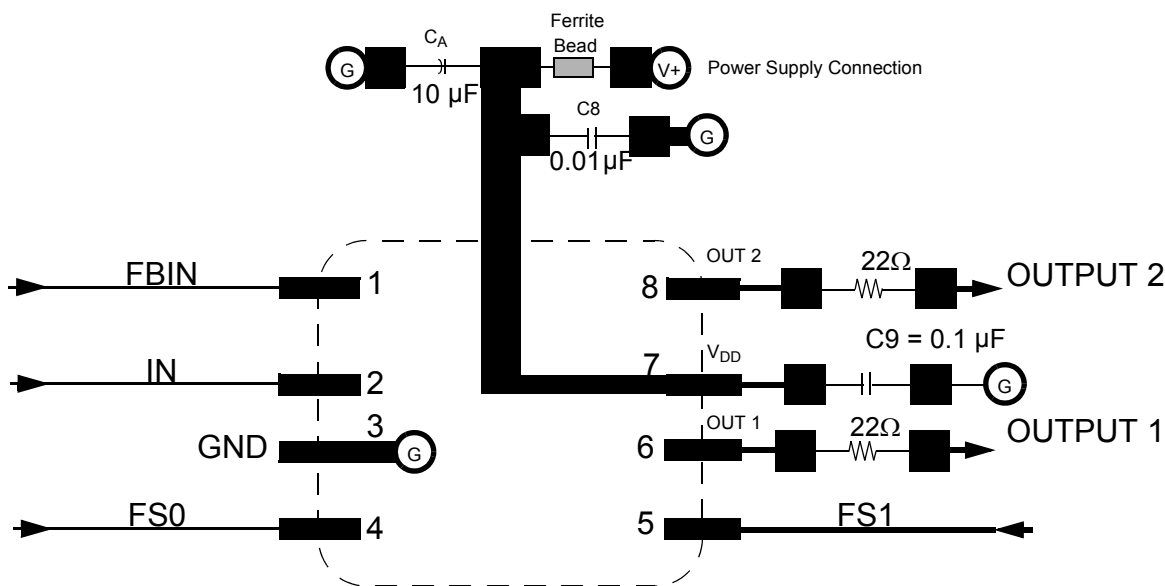 Ferrite
Bead
CA
G
V+
Power Supply Connection
10 µF
C8
G
0.01µF
FBIN
1
OUT 2
8
22Ω
OUTPUT 2
IN
2
7
VDD
C9 = 0.1 µF
G
GND
3
G
OUT 1
6
22Ω
OUTPUT 1
FS0
4
5
FS1